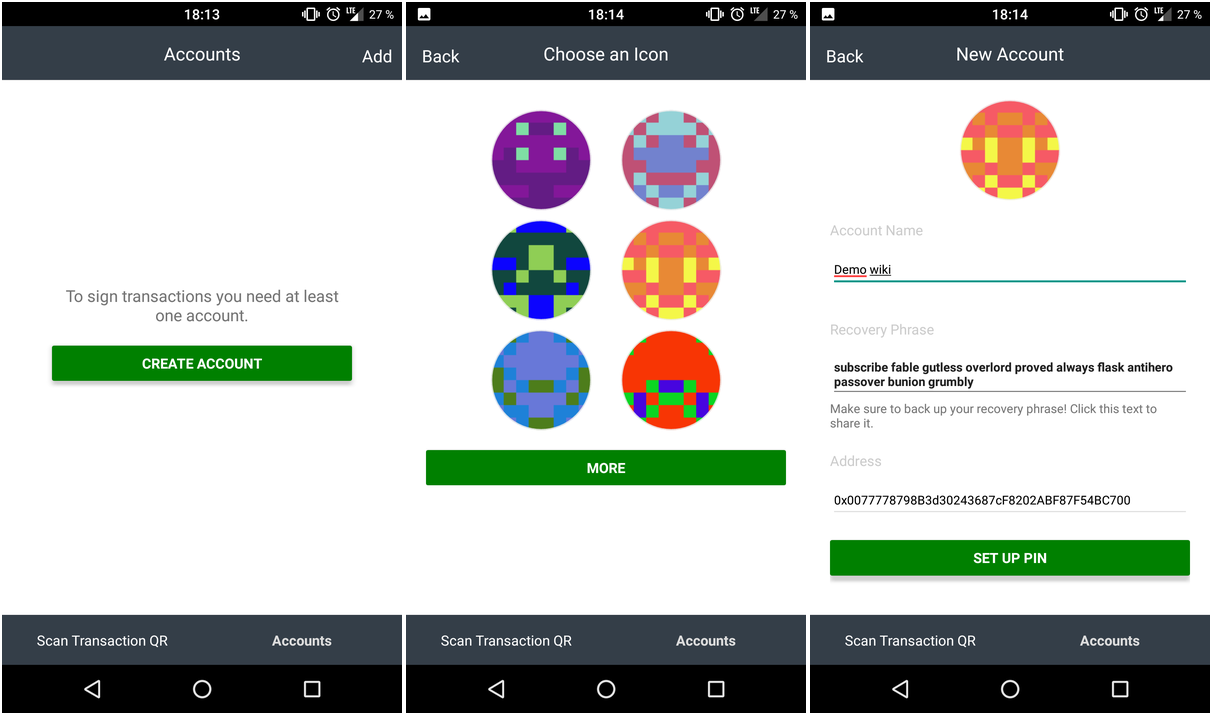 18:13
LTE
27 %
Accounts
Add
To sign transactions you need at least
one account.
CREATE ACCOUNT
Scan Transaction QR
Accounts
18:14
LTE
27 %
Back
Choose an Icon
MORE
Scan Transaction QR
Accounts
18:14
LTE
27 %
Back
New Account
Account Name
Demo wiki
Recovery Phrase
subscribe fable gutless overlord proved always flask antihero
passover bunion grumbly
Make sure to back up your recovery phrase! Click this text to
share it.
Address
0x0077778798B3d30243687cF8202ABF87F54BC700
SET UP PIN
Scan Transaction QR
Accounts